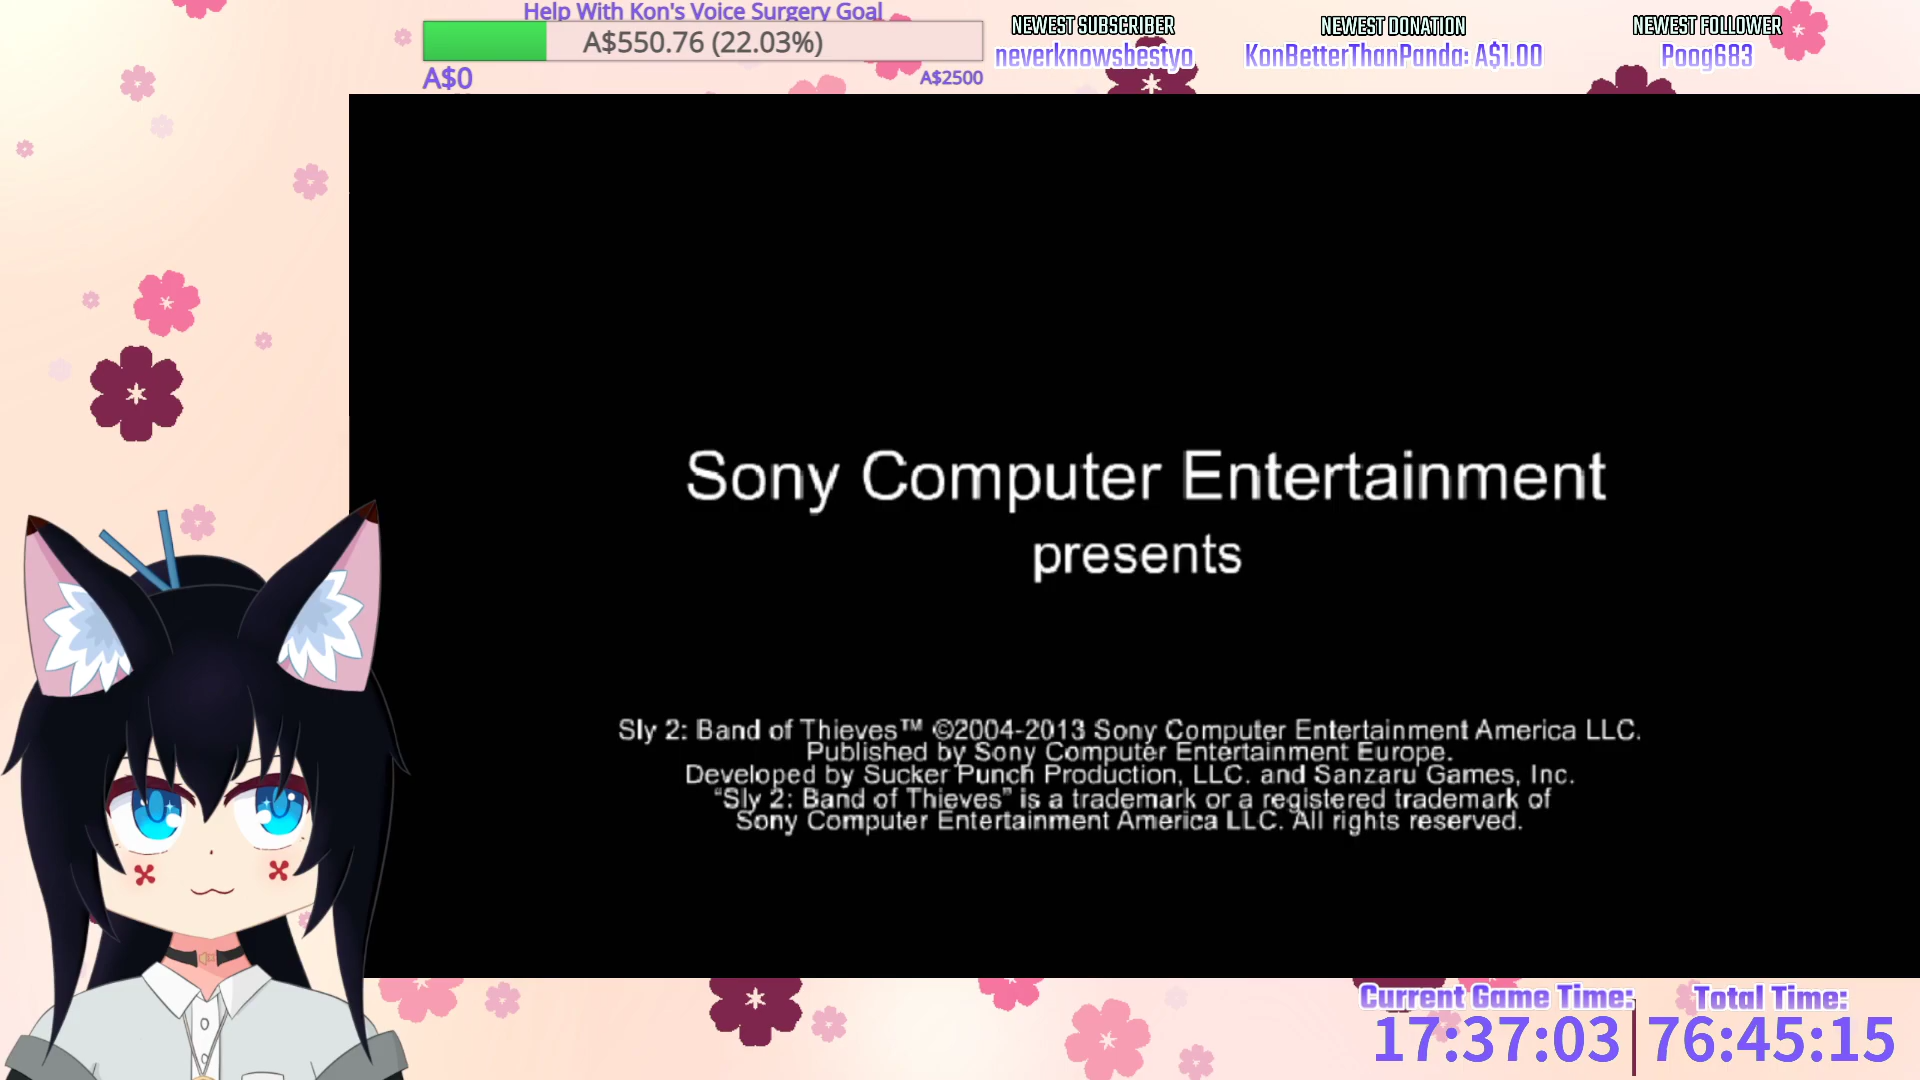 Help With Kon's Voice Surgery Goal
A$550.76 (22.03%)
A$0
A$2500
NEWEST SUBSCRIBER
neverknowsbestyo
NEWEST DONATION
KonBetterThanPanda: A$1.00
NEWEST FOLLOWER
Poog683
Sony Computer Entertainment
presents
Sly 2: Band of Thieves™ ©2004-2013 Sony Computer Entertainment America LLC.
Published by Sony Computer Entertainment Europe.
Developed by Sucker Punch Production, LLC. and Sanzaru Games, Inc.
“Sly 2: Band of Thieves” is a trademark or a registered trademark of
Sony Computer Entertainment America LLC. All rights reserved.
Current Game Time:
17:37:03
Total Time:
76:45:15